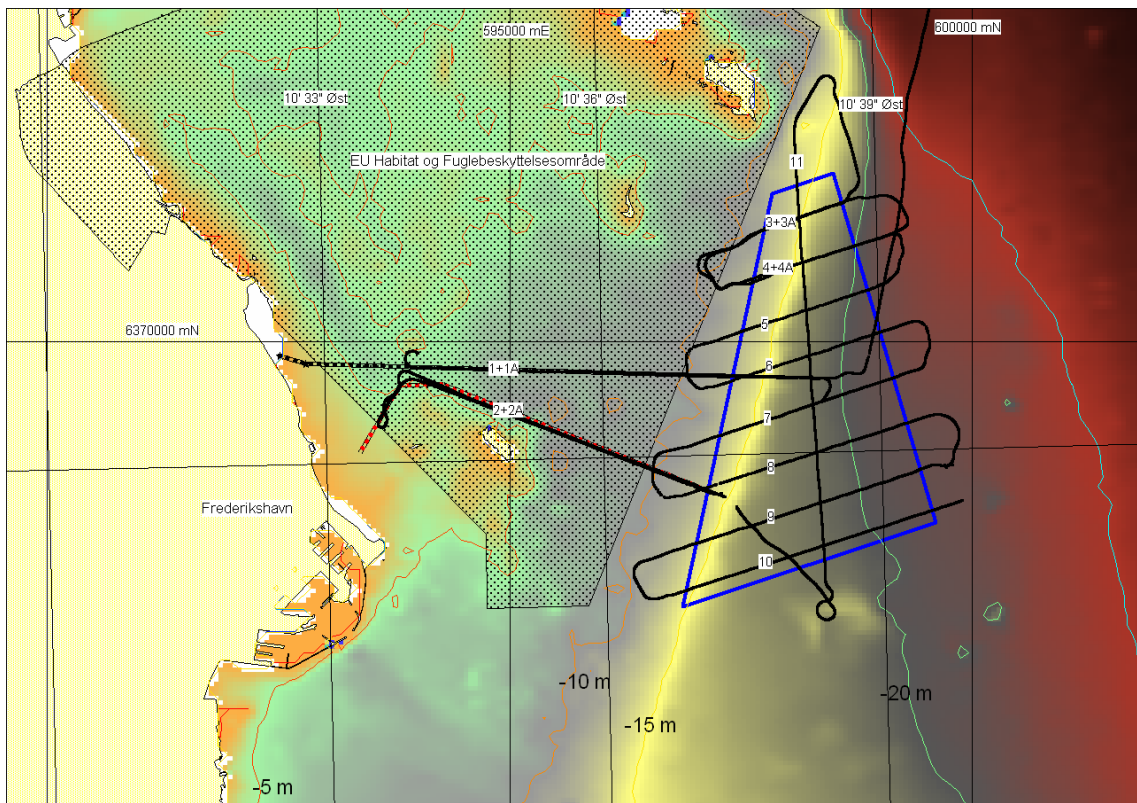 595000 mE
600000 mN
10' 33" Øst
10' 36" Øst
10' 39" Øst
EU Habitat og Fuglebeskyttelsesområde
11
3+3A
4+4A
6370000 mN
5
1+1A
6
2+2A
7
8
Frederikshavn
9
10
-10 m
-20 m
-15 m
-5 m